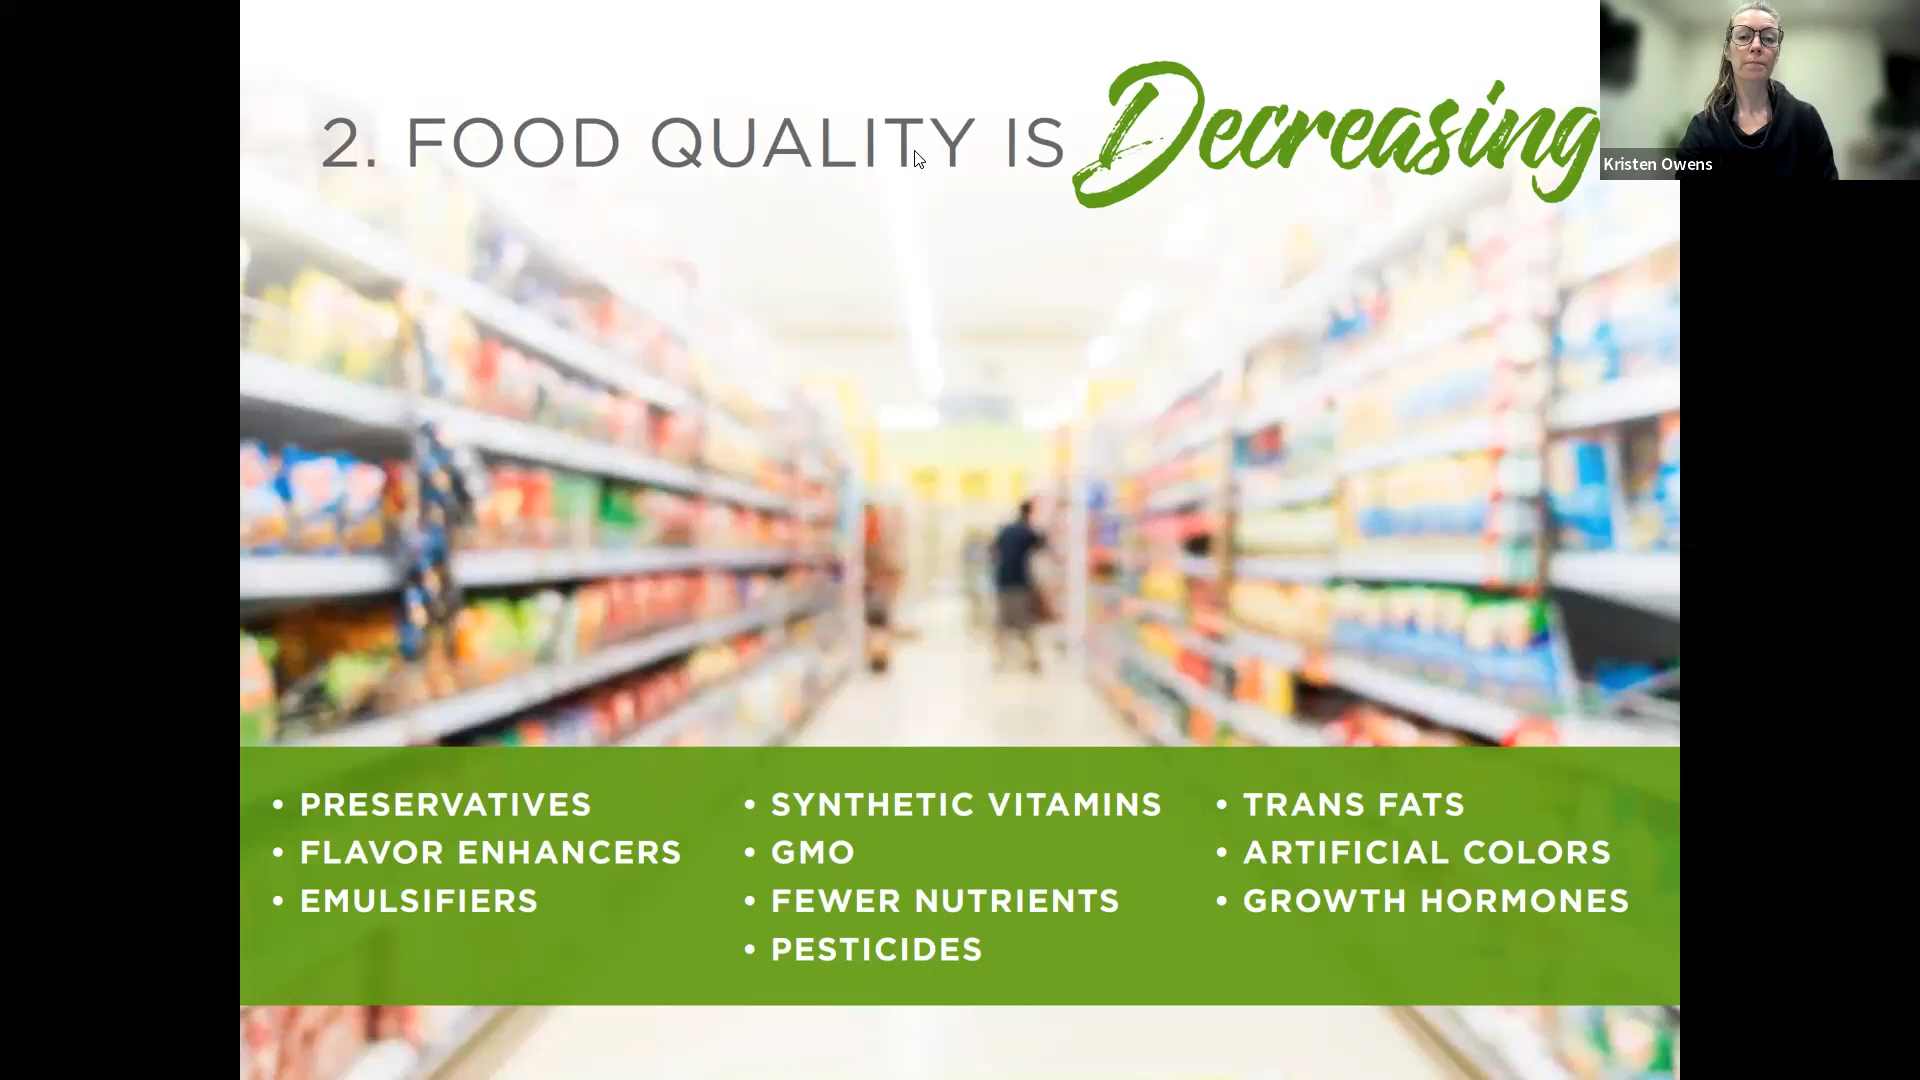 2. FOOD QUALITY IS Decreasing
Kristen Owens
• PRESERVATIVES
• FLAVOR ENHANCERS
• EMULSIFIERS
• SYNTHETIC VITAMINS
• GMO
• FEWER NUTRIENTS
• PESTICIDES
• TRANS FATS
• ARTIFICIAL COLORS
• GROWTH HORMONES